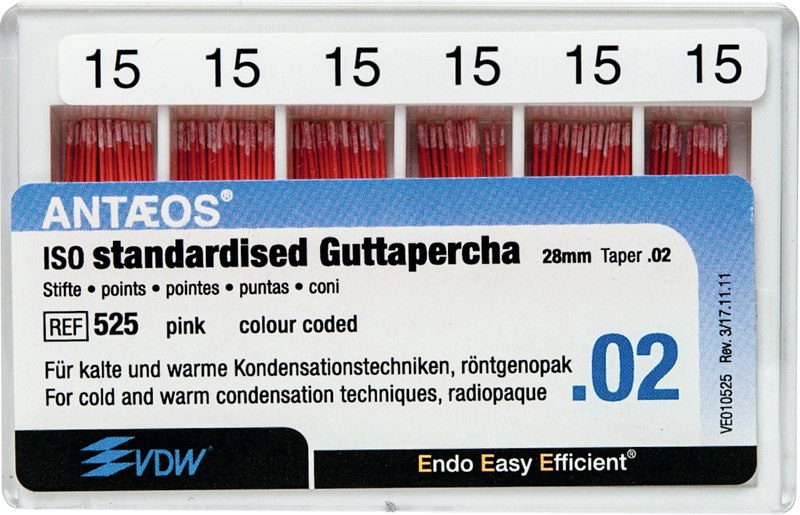 15 15 15 15 15 15
ANTÆOS®
ISO standardised Guttapercha 28mm Taper .02
Stifte • points • pointes • puntas • coni
REF 525 pink colour coded
Für kalte und warme Kondensationstechniken, röntgenopak
For cold and warm condensation techniques, radiopaque
.02
VE010525 Rev. 3/17.11.11
VDW®
Endo Easy Efficient®